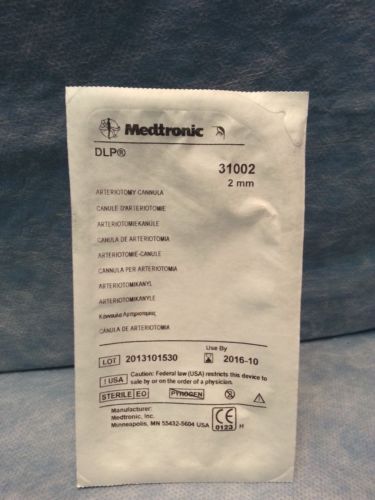 Medtronic
DLP®
31002
2 mm
ARTERIOTOMY CANNULA
CANULE D'ARTERIOTOMIE
ARTERIOTOMIEKANÜLE
CANULA DE ARTERIOTOMIA
ARTERIOTOMIE-CANULE
CANNULA PER ARTERIOTOMIA
ARTERIOTOMIKANYL
ARTERIOTOMIKANYLE
Κάνουλα Αρτηριοτομίας
CÂNULA DE ARTERIOTOMIA
Use By
LOT 2013101530 2016-10
! USA Caution: Federal law (USA) restricts this device to
sale by or on the order of a physician.
STERILE EO PYROGEN
Manufacturer:
Medtronic, Inc.
Minneapolis, MN 55432-5604 USA
CE
0123 H